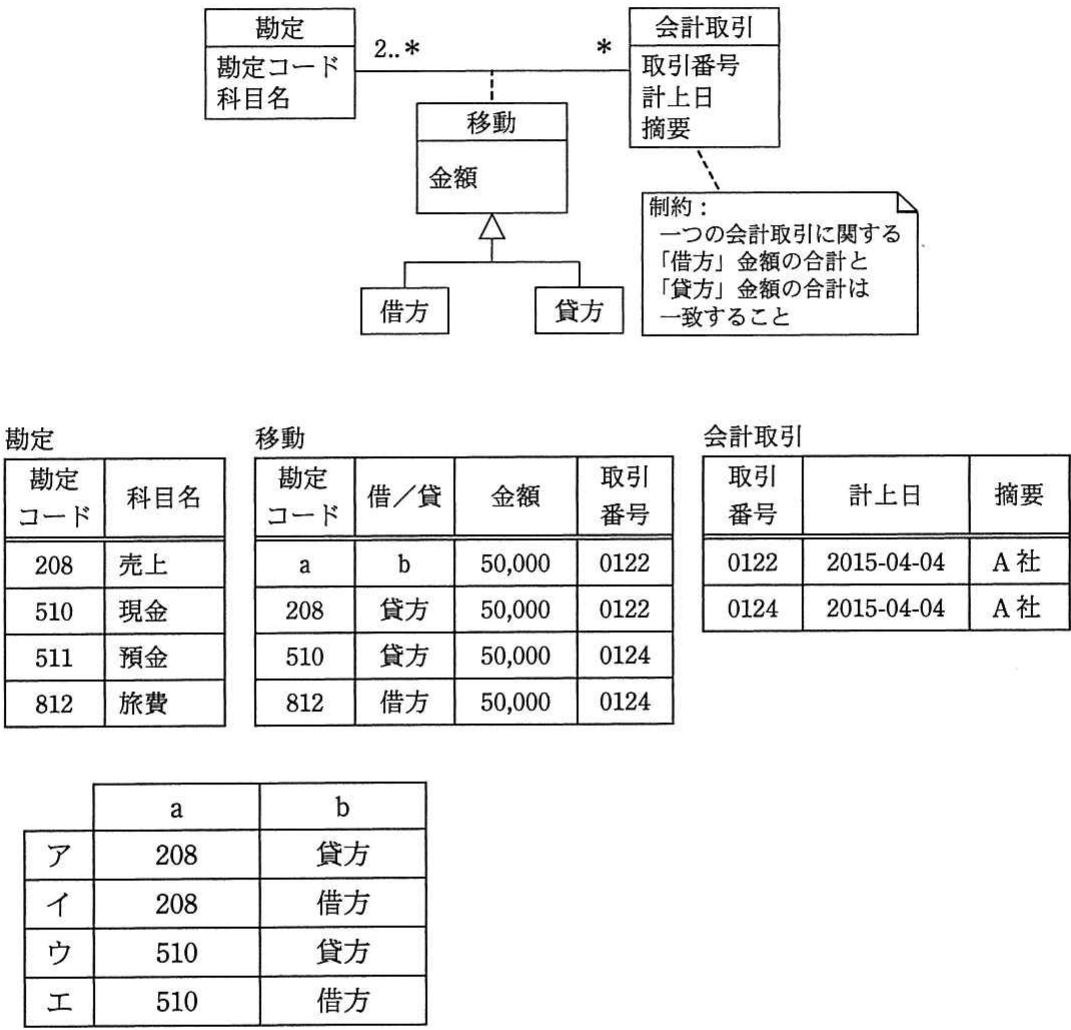 勘定
勘定コード
科目名
2..*
*
会計取引
取引番号
計上日
摘要
移動
金額
借方
貸方
制約：
一つの会計取引に関する
「借方」金額の合計と
「貸方」金額の合計は
一致すること
勘定
勘定コード 科目名
208 売上
510 現金
511 預金
812 旅費
移動
勘定コード 借／貸 金額 取引番号
a b 50,000 0122
208 貸方 50,000 0122
510 貸方 50,000 0124
812 借方 50,000 0124
会計取引
取引番号 計上日 摘要
0122 2015-04-04 A社
0124 2015-04-04 A社
a b
ア 208 貸方
イ 208 借方
ウ 510 貸方
エ 510 借方